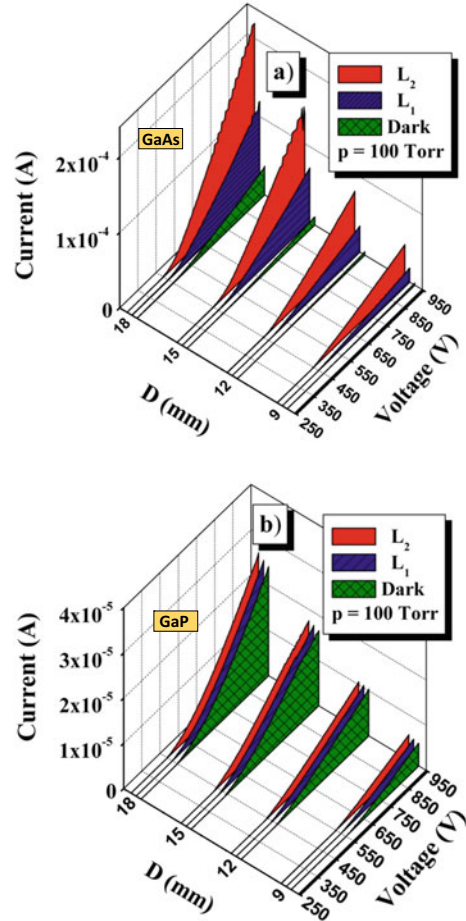 a)
L₂
L₁
Dark
p = 100 Torr
GaAs
Current (A)
2x10⁻⁴
1x10⁻⁴
0
18
15
12
9
D (mm)
250
350
450
550
650
750
850
950
Voltage (V)
b)
L₂
L₁
Dark
p = 100 Torr
GaP
Current (A)
4x10⁻⁵
3x10⁻⁵
2x10⁻⁵
1x10⁻⁵
0
18
15
12
9
D (mm)
250
350
450
550
650
750
850
950
Voltage (V)